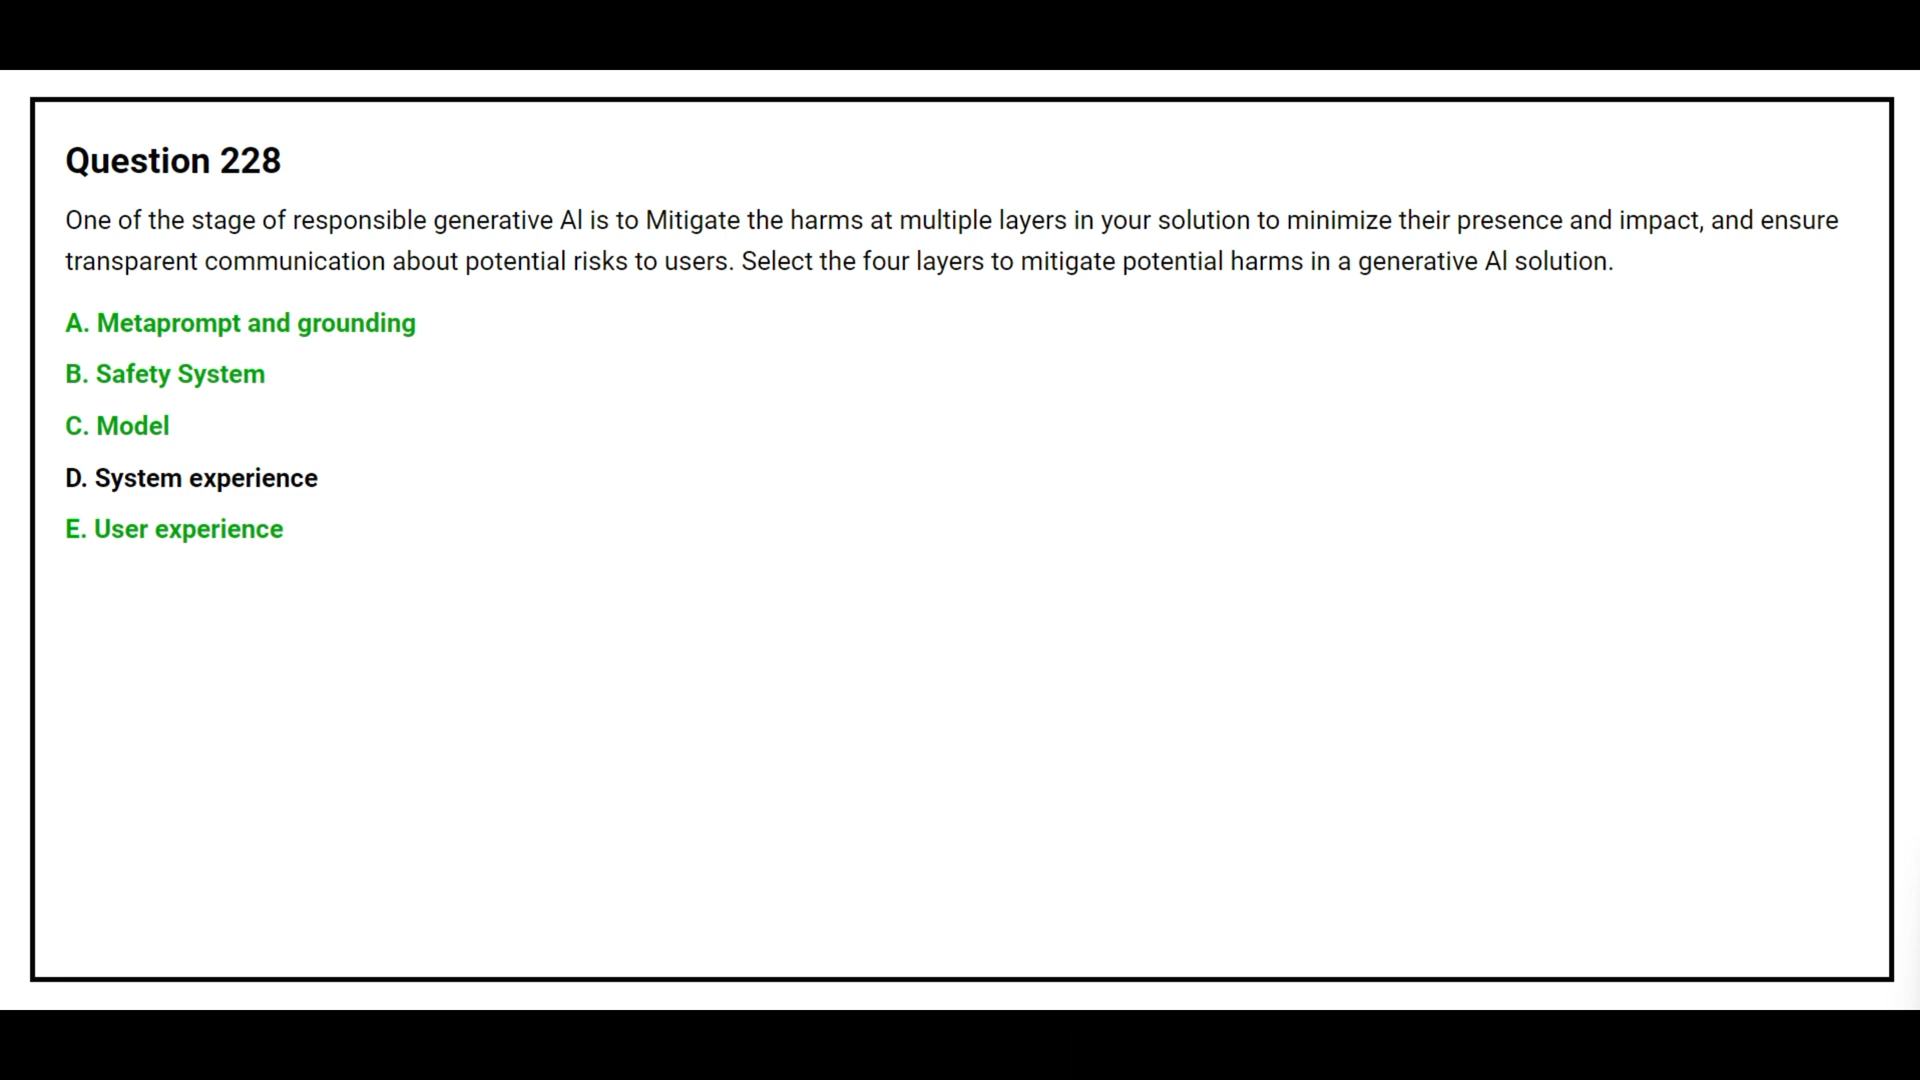 Question 228
One of the stage of responsible generative AI is to Mitigate the harms at multiple layers in your solution to minimize their presence and impact, and ensure
transparent communication about potential risks to users. Select the four layers to mitigate potential harms in a generative AI solution.
A. Metaprompt and grounding
B. Safety System
C. Model
D. System experience
E. User experience